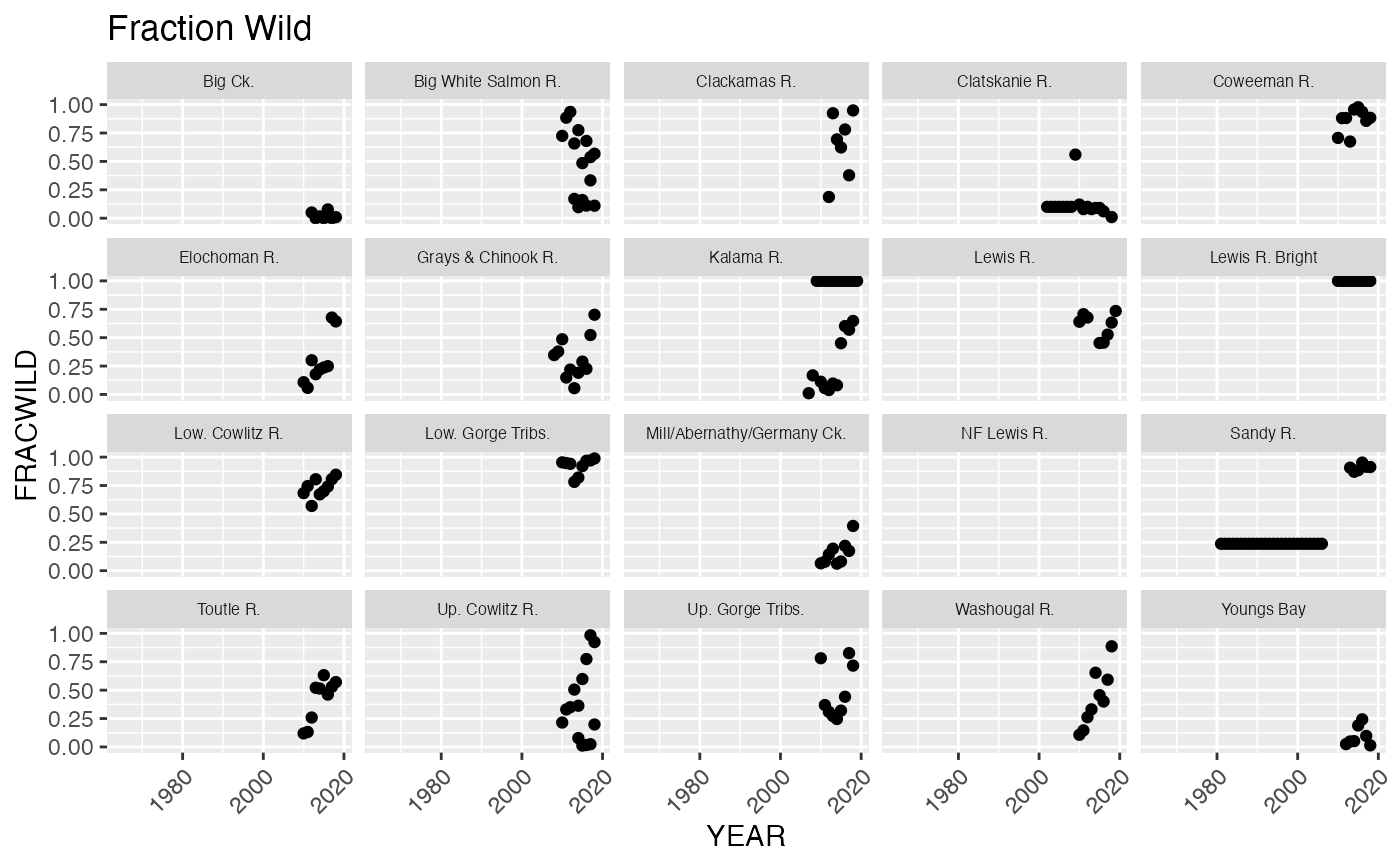 Fraction Wild
Big Ck. Big White Salmon R. Clackamas R. Clatskanie R. Coweeman R.
1.00
0.75
0.50
0.25
0.00
Elochoman R. Grays & Chinook R. Kalama R. Lewis R. Lewis R. Bright
1.00
0.75
0.50
0.25
0.00
Low. Cowlitz R. Low. Gorge Tribs. Mill/Abernathy/Germany Ck. NF Lewis R. Sandy R.
1.00
0.75
0.50
0.25
0.00
Toutle R. Up. Cowlitz R. Up. Gorge Tribs. Washougal R. Youngs Bay
1.00
0.75
0.50
0.25
0.00
FRACWILD
1980 2000 2020 1980 2000 2020 1980 2000 2020 1980 2000 2020 1980 2000 2020
YEAR